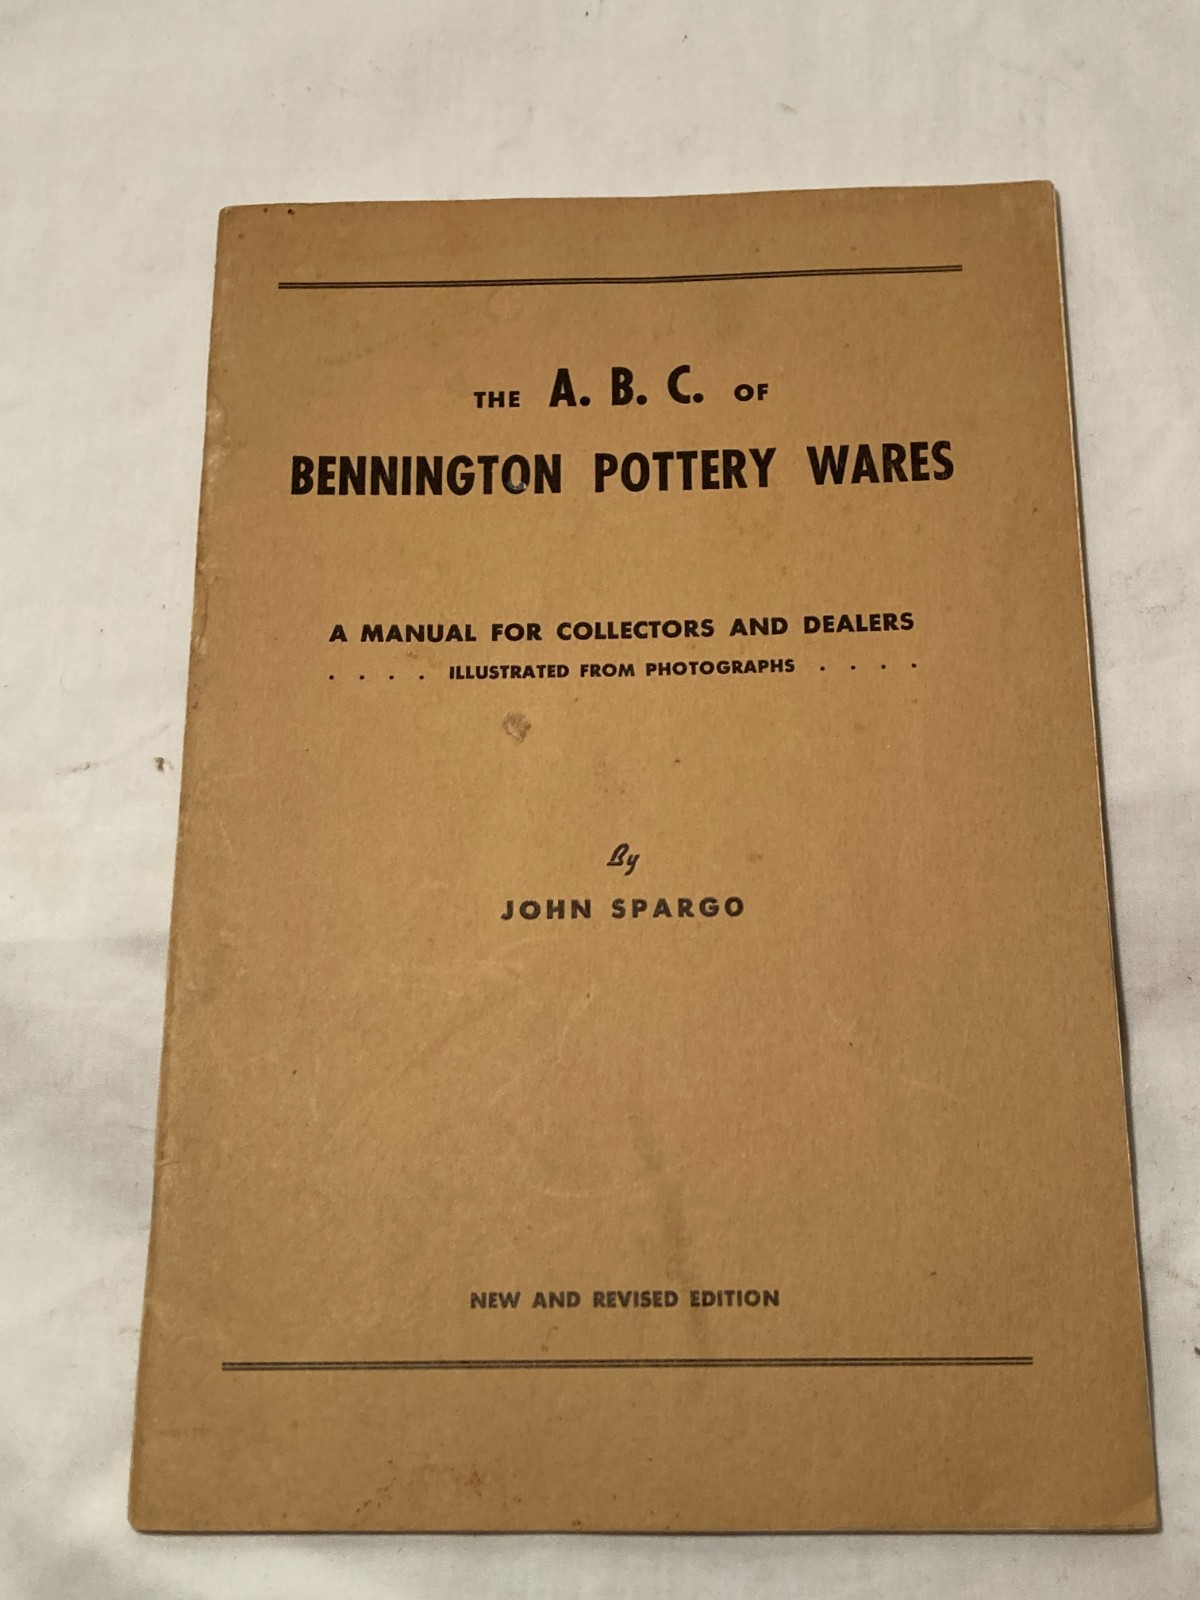 THE A. B. C. OF
BENNINGTON POTTERY WARES
A MANUAL FOR COLLECTORS AND DEALERS
. . . . ILLUSTRATED FROM PHOTOGRAPHS . . . .
By
JOHN SPARGO
NEW AND REVISED EDITION